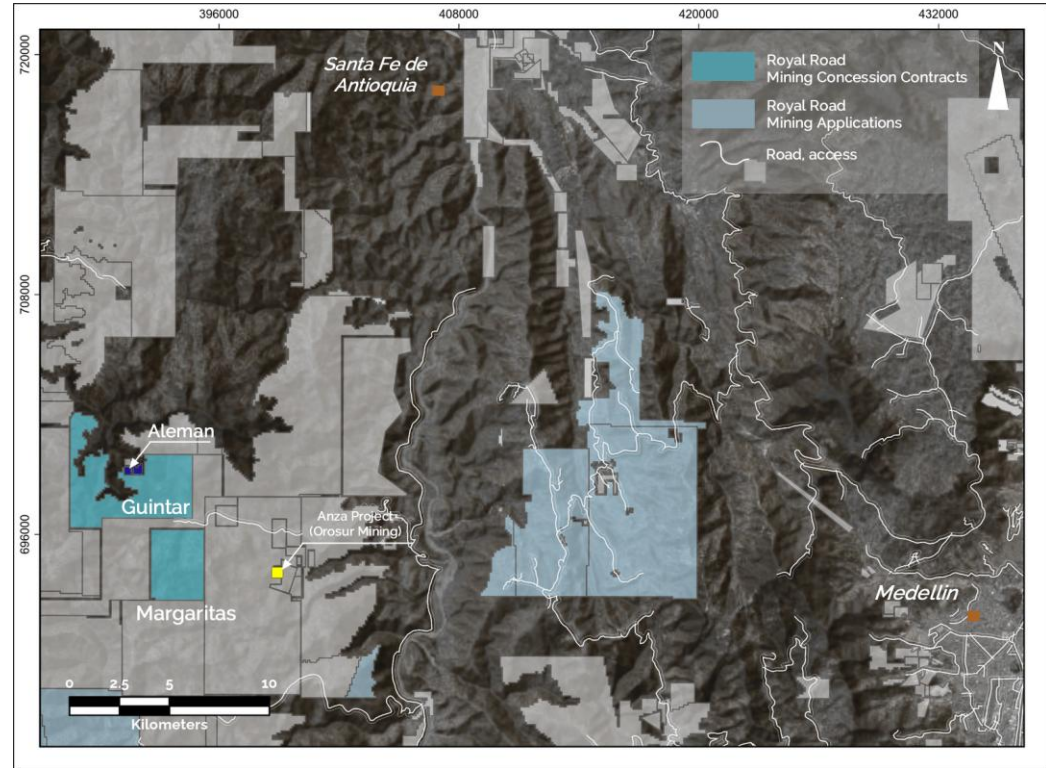 396000
408000
420000
432000
720000
708000
696000
Santa Fe de
Antioquia
N
Royal Road
Mining Concession Contracts
Royal Road
Mining Applications
Road, access
Aleman
Guintar
Anza Project
(Orosur Mining)
Margaritas
Medellin
0 2.5 5 10
Kilometers